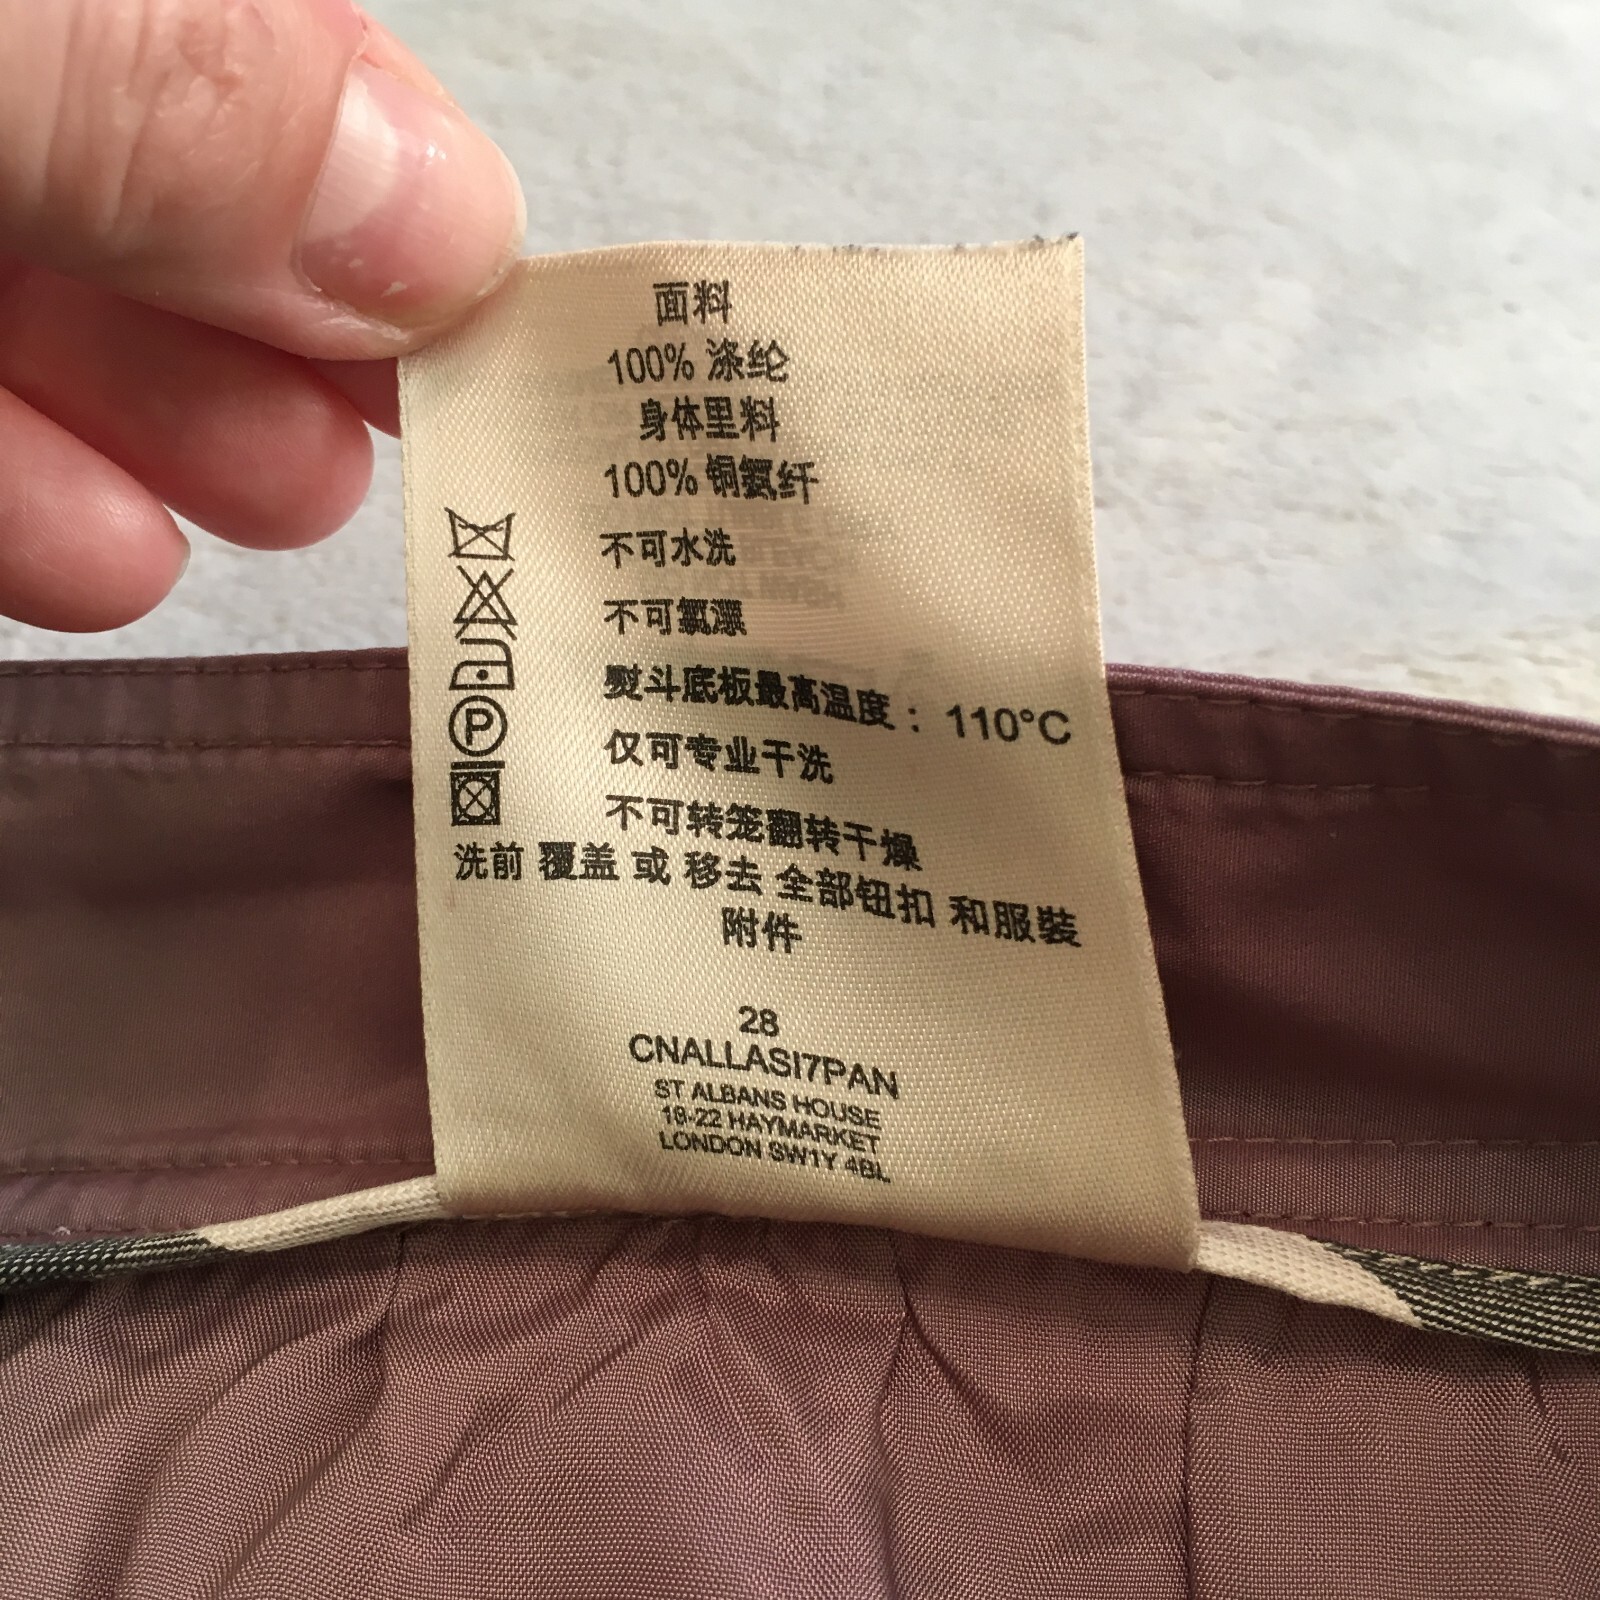 面料
100% 涤纶
身体里料
100% 铜氨纤
不可水洗
不可氯漂
熨斗底板最高温度： 110°C
P
仅可专业干洗
不可转笼翻转干燥
洗前 覆盖 或 移去 全部钮扣 和服装
附件
28
CNALLASI7PAN
ST ALBANS HOUSE
18-22 HAYMARKET
LONDON SW1Y 4BL